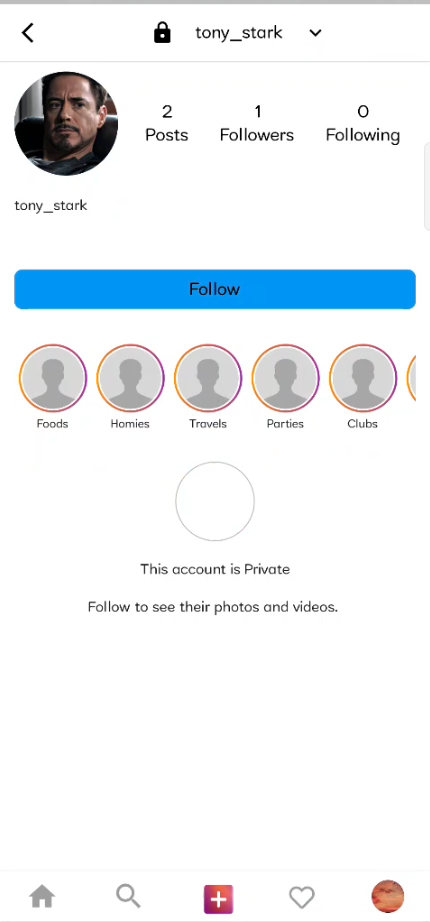 tony_stark
2 1 0
Posts Followers Following
tony_stark
Follow
Foods Homies Travels Parties Clubs
This account is Private
Follow to see their photos and videos.